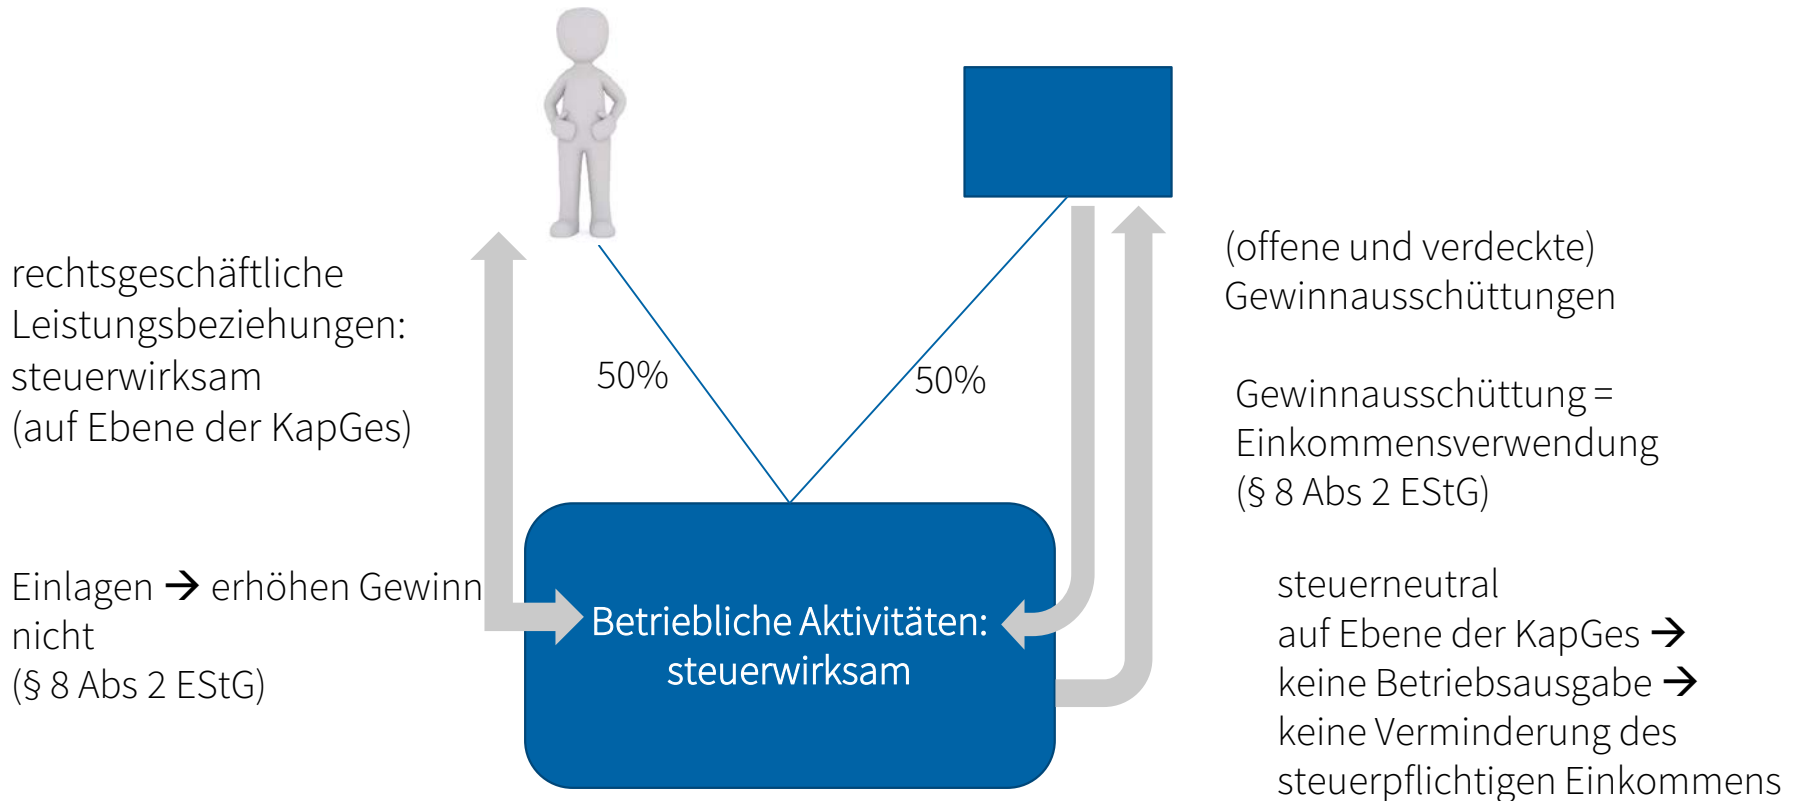 rechtsgeschäftliche
Leistungsbeziehungen:
steuerwirksam
(auf Ebene der KapGes)
Einlagen → erhöhen Gewinn
nicht
(§ 8 Abs 2 EStG)
50%
50%
Betriebliche Aktivitäten:
steuerwirksam
(offene und verdeckte)
Gewinnausschüttungen
Gewinnausschüttung =
Einkommensverwendung
(§ 8 Abs 2 EStG)
steuerneutral
auf Ebene der KapGes →
keine Betriebsausgabe →
keine Verminderung des
steuerpflichtigen Einkommens